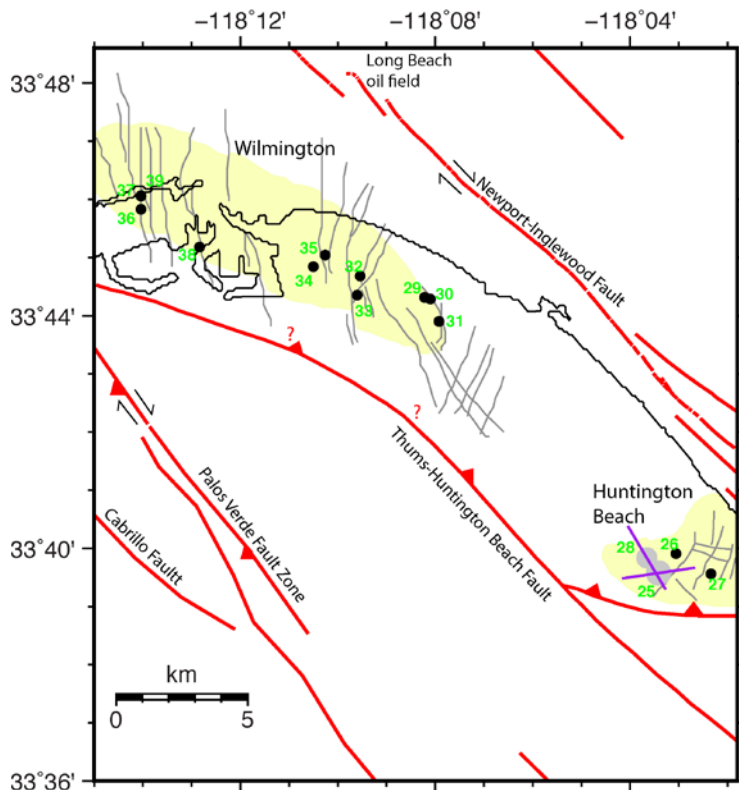 −118°12'
−118°08'
−118°04'
33°48'
Long Beach
oil field
Wilmington
37
39
36
38
35
34
32
33
29
30
31
Newport-Inglewood Fault
33°44'
?
?
33°42'
Thums-Huntington Beach Fault
Palos Verde Fault Zone
Cabrillo Faultt
Huntington
Beach
33°40'
28
26
25
27
km
0
5
33°36'